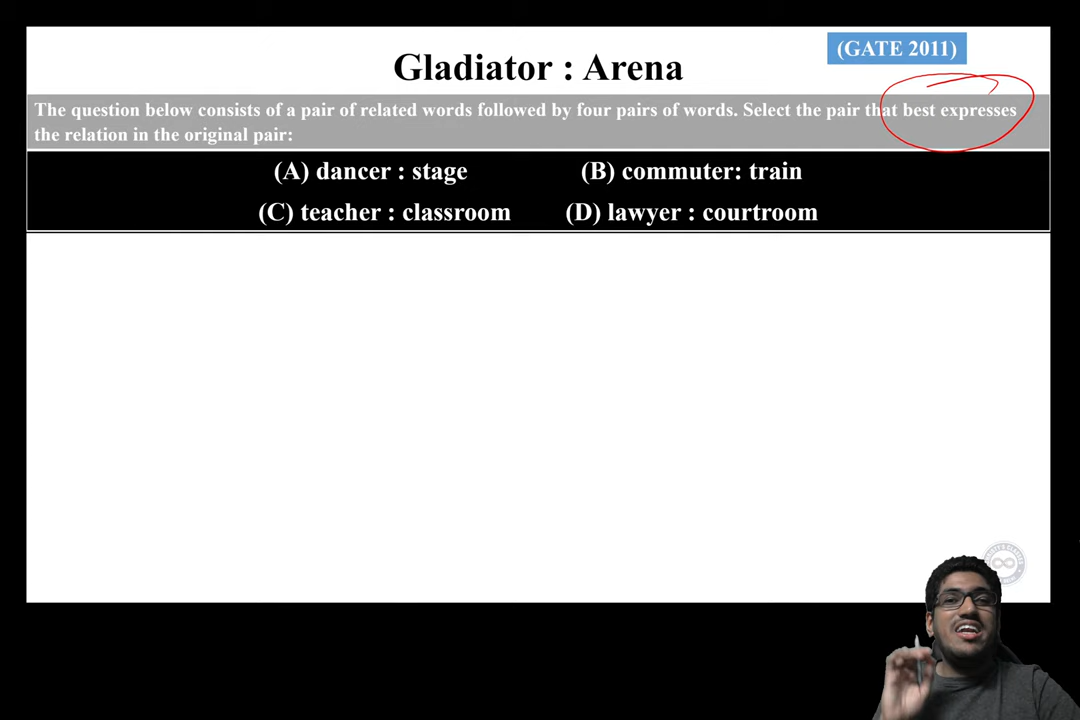 (GATE 2011)
Gladiator : Arena
The question below consists of a pair of related words followed by four pairs of words. Select the pair that best expresses
the relation in the original pair:
(A) dancer : stage (B) commuter: train
(C) teacher : classroom (D) lawyer : courtroom